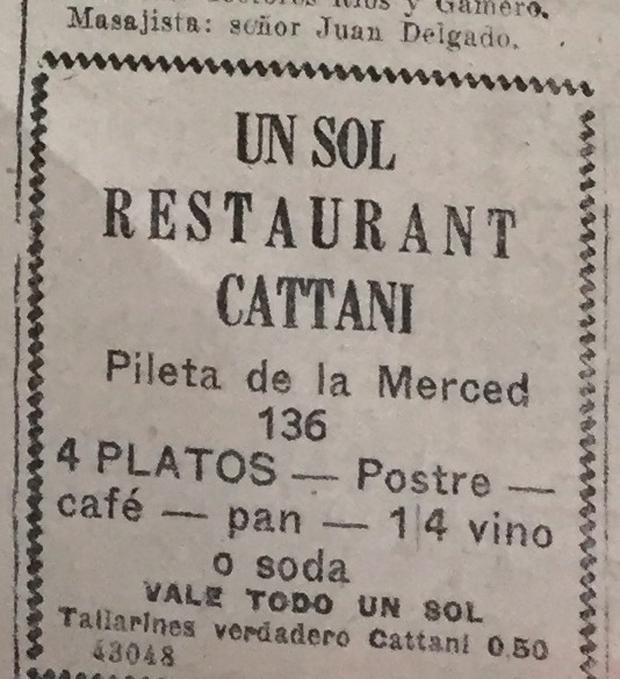 y Gamero.
Masajista: señor Juan Delgado.
UN SOL
RESTAURANT
CATTANI
Pileta de la Merced
136
4 PLATOS — Postre —
café — pan — 1|4 vino
o soda
VALE TODO UN SOL
Tallarines verdadero Cattani 0.50
43048